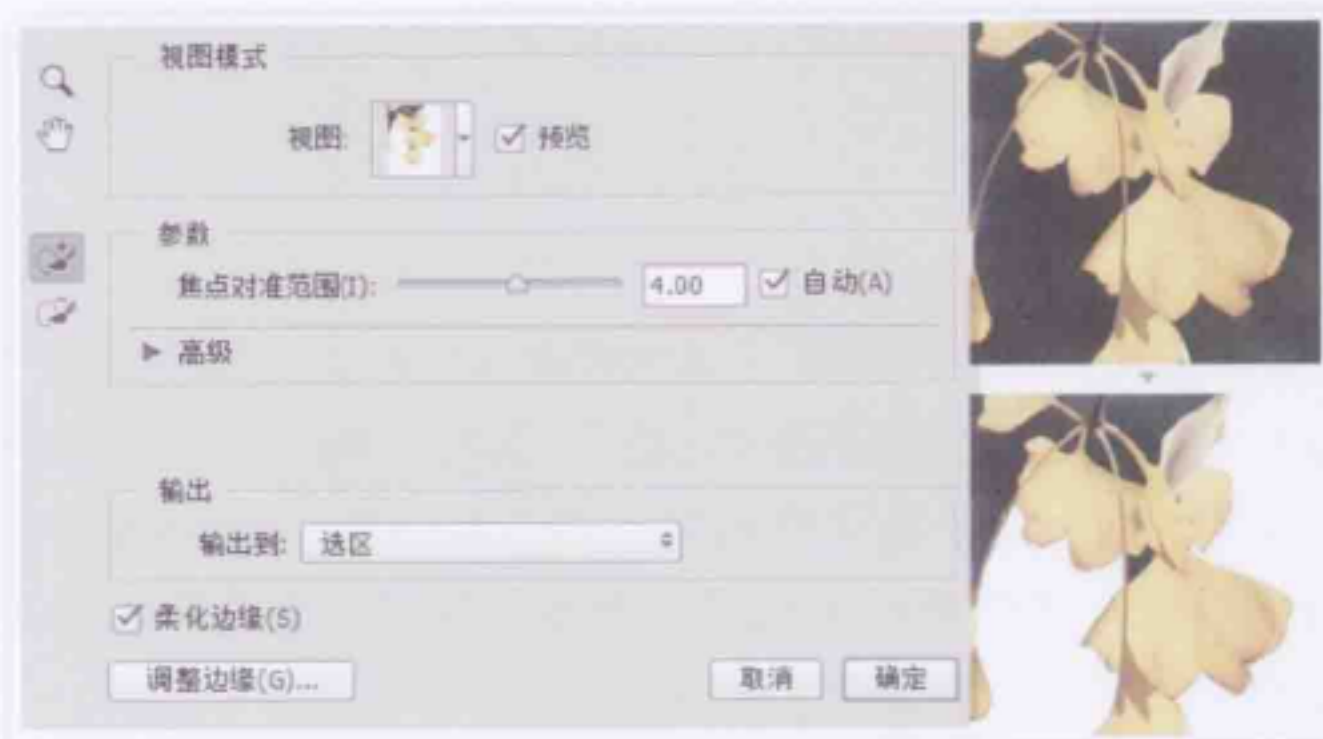 视图模式
视图: 预览
参数
焦点对准范围(I): 4.00 自动(A)
高级
输出
输出到: 选区
柔化边缘(S)
调整边缘(G)... 取消 确定